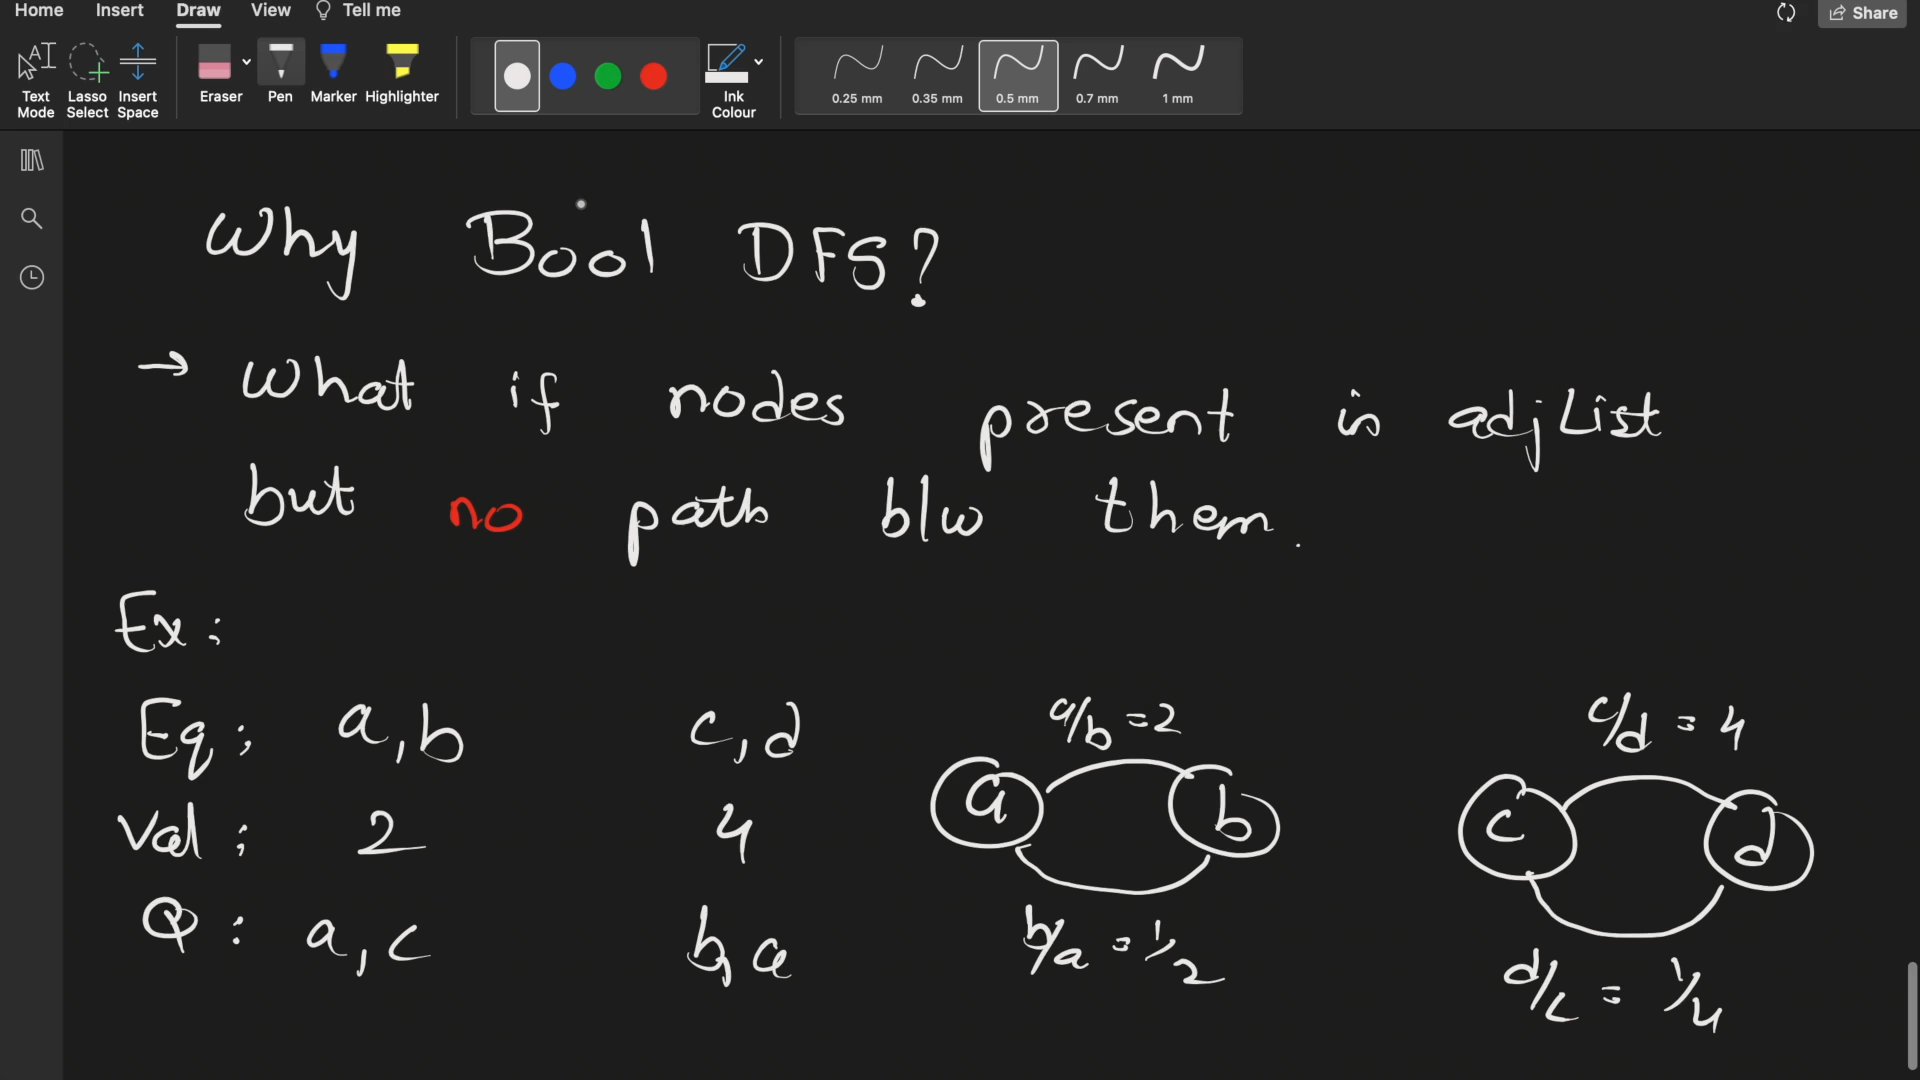 Home Insert Draw View Tell me Share
Text Mode Lasso Select Insert Space Eraser Pen Marker Highlighter Ink Colour 0.25 mm 0.35 mm 0.5 mm 0.7 mm 1 mm
Why Bool DFS?
→ What if nodes present in adjList
but no path b/w them.
Ex:
Eq: a,b c,d
Val: 2 4
Q: a,c b,a
a/b = 2
a b
b/a = 1/2
c/d = 4
c d
d/c = 1/4